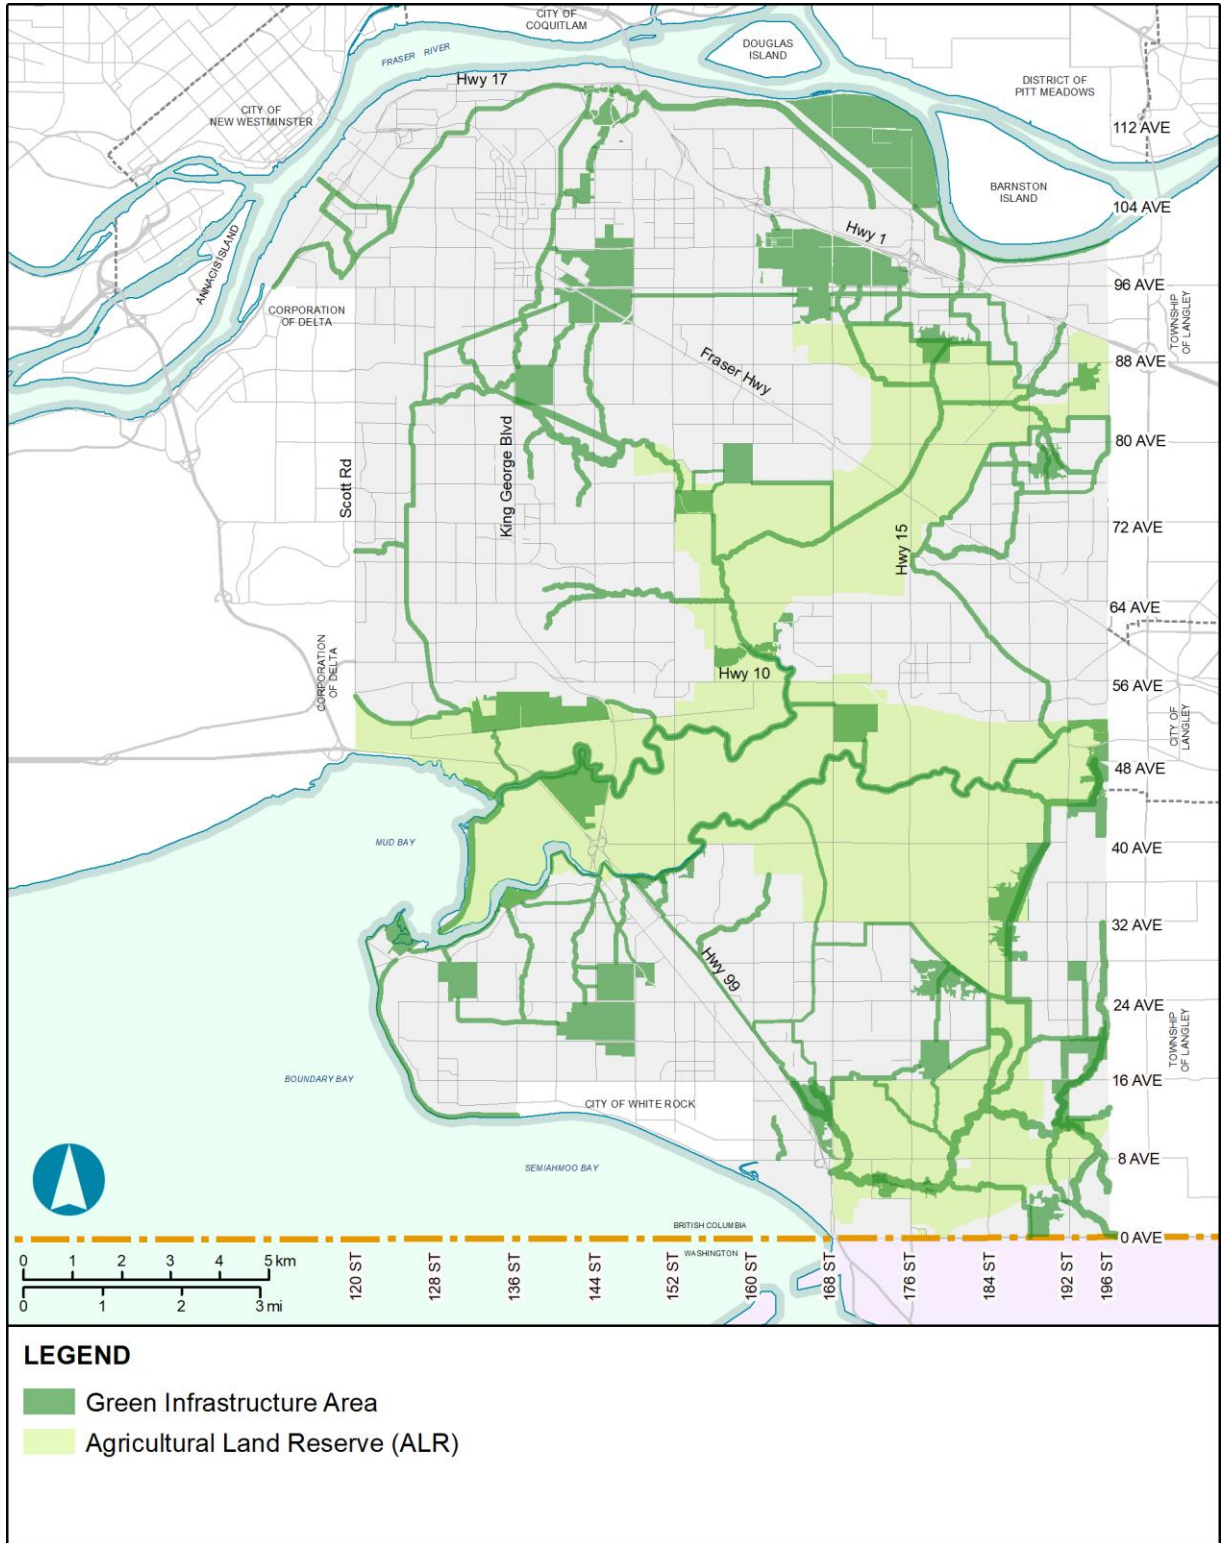 CITY OF
COQUITLAM
FRASER RIVER
DOUGLAS
ISLAND
Hwy 17
DISTRICT OF
PITT MEADOWS
CITY OF
NEW WESTMINSTER
112 AVE
BARNSTON
ISLAND
104 AVE
Hwy 1
ANNACIS ISLAND
96 AVE
CORPORATION
OF DELTA
TOWNSHIP
OF LANGLEY
Fraser Hwy
88 AVE
80 AVE
King George Blvd
Scott Rd
72 AVE
Hwy 15
64 AVE
CORPORATION
OF DELTA
Hwy 10
56 AVE
CITY OF
LANGLEY
48 AVE
MUD BAY
40 AVE
32 AVE
Hwy 99
24 AVE
TOWNSHIP
OF LANGLEY
BOUNDARY BAY
16 AVE
CITY OF WHITE ROCK
8 AVE
SEMIAHMOO BAY
BRITISH COLUMBIA
0 AVE
WASHINGTON
0 1 2 3 4 5 km
0 1 2 3 mi
120 ST
128 ST
136 ST
144 ST
152 ST
160 ST
168 ST
176 ST
184 ST
192 ST
196 ST
LEGEND
Green Infrastructure Area
Agricultural Land Reserve (ALR)